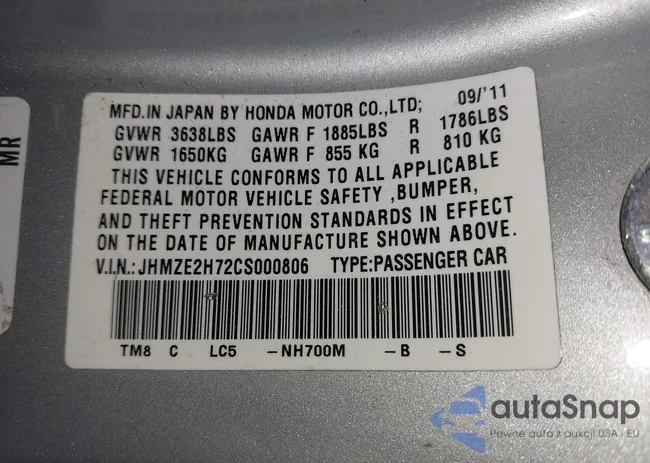 MFD.IN JAPAN BY HONDA MOTOR CO.,LTD; 09/'11
GVWR 3638LBS GAWR F 1885LBS R 1786LBS
GVWR 1650KG GAWR F 855 KG R 810 KG
THIS VEHICLE CONFORMS TO ALL APPLICABLE
FEDERAL MOTOR VEHICLE SAFETY ,BUMPER,
AND THEFT PREVENTION STANDARDS IN EFFECT
ON THE DATE OF MANUFACTURE SHOWN ABOVE.
V.I.N.:JHMZE2H72CS000806 TYPE:PASSENGER CAR
TM8 C LC5 -NH700M -B -S
MR
autaSnap
Pewne auta z aukcji USA i EU